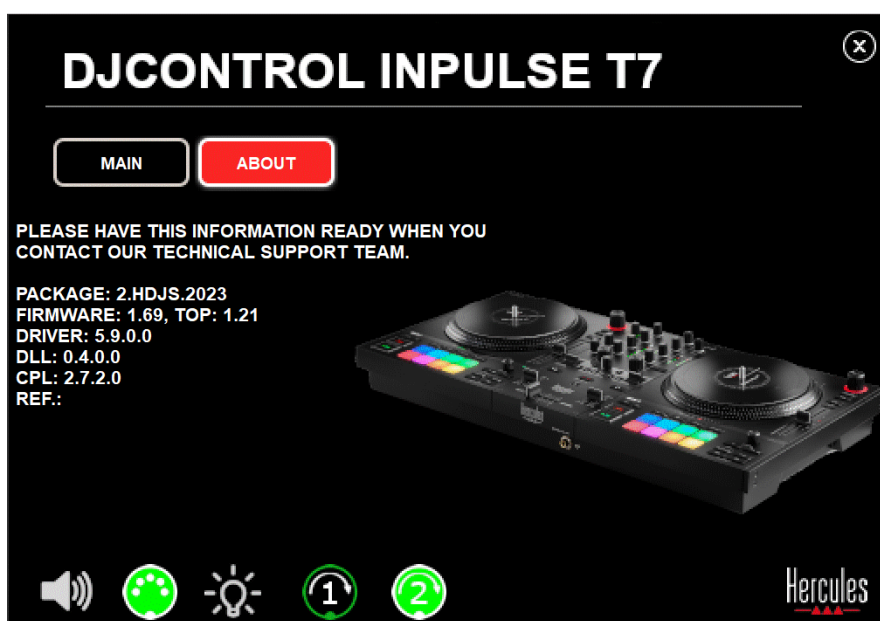 DJCONTROL INPULSE T7
MAIN
ABOUT
PLEASE HAVE THIS INFORMATION READY WHEN YOU
CONTACT OUR TECHNICAL SUPPORT TEAM.
PACKAGE: 2.HDJS.2023
FIRMWARE: 1.69, TOP: 1.21
DRIVER: 5.9.0.0
DLL: 0.4.0.0
CPL: 2.7.2.0
REF.:
1
2
Hercules